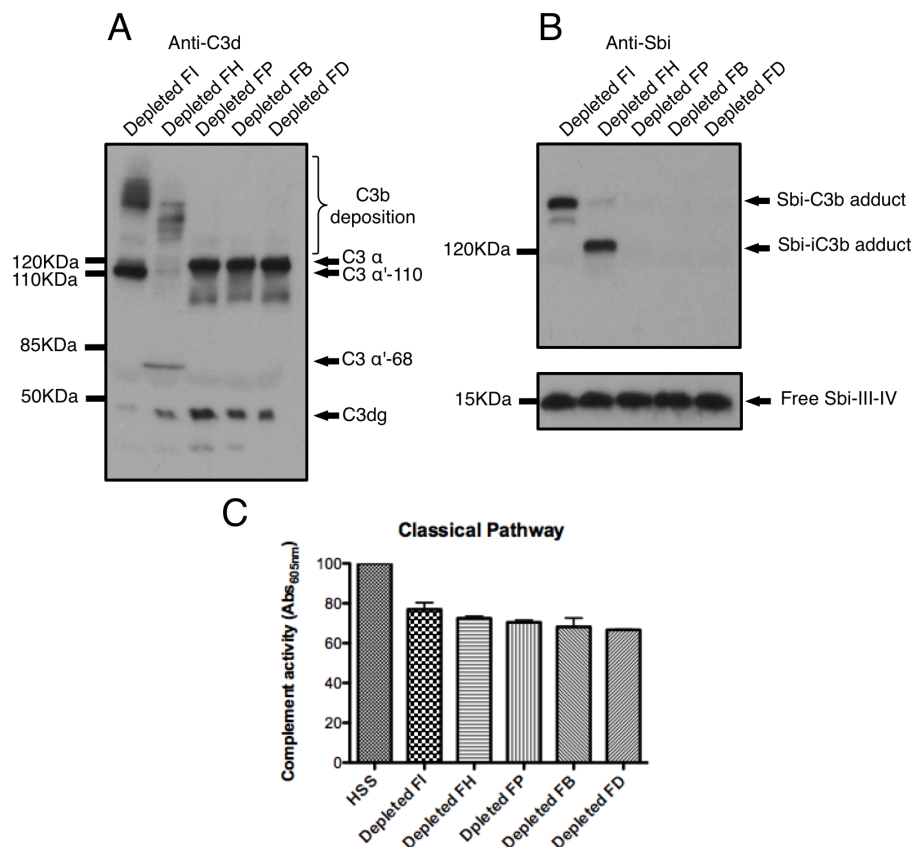 A
Anti-C3d
Depleted FI
Depleted FH
Depleted FP
Depleted FB
Depleted FD
120KDa
110KDa
85KDa
50KDa
C3b
deposition
C3 α
C3 α'-110
C3 α'-68
C3dg
B
Anti-Sbi
Depleted FI
Depleted FH
Depleted FP
Depleted FB
Depleted FD
120KDa
Sbi-C3b adduct
Sbi-iC3b adduct
15KDa
Free Sbi-III-IV
C
Classical Pathway
Complement activity (Abs605nm)
100
80
60
40
20
0
HSS
Depleted FI
Depleted FH
Dpleted FP
Depleted FB
Depleted FD